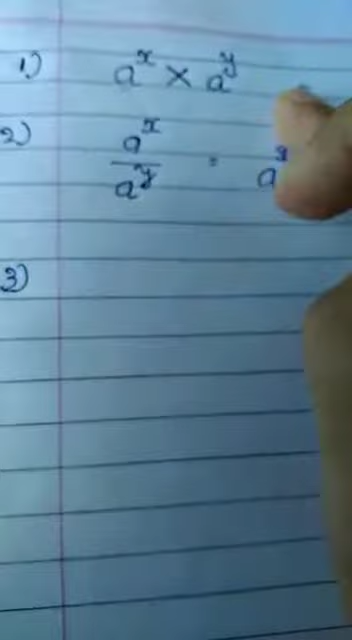 1) a^x × a^y
2) a^x / a^y = a^x
3)